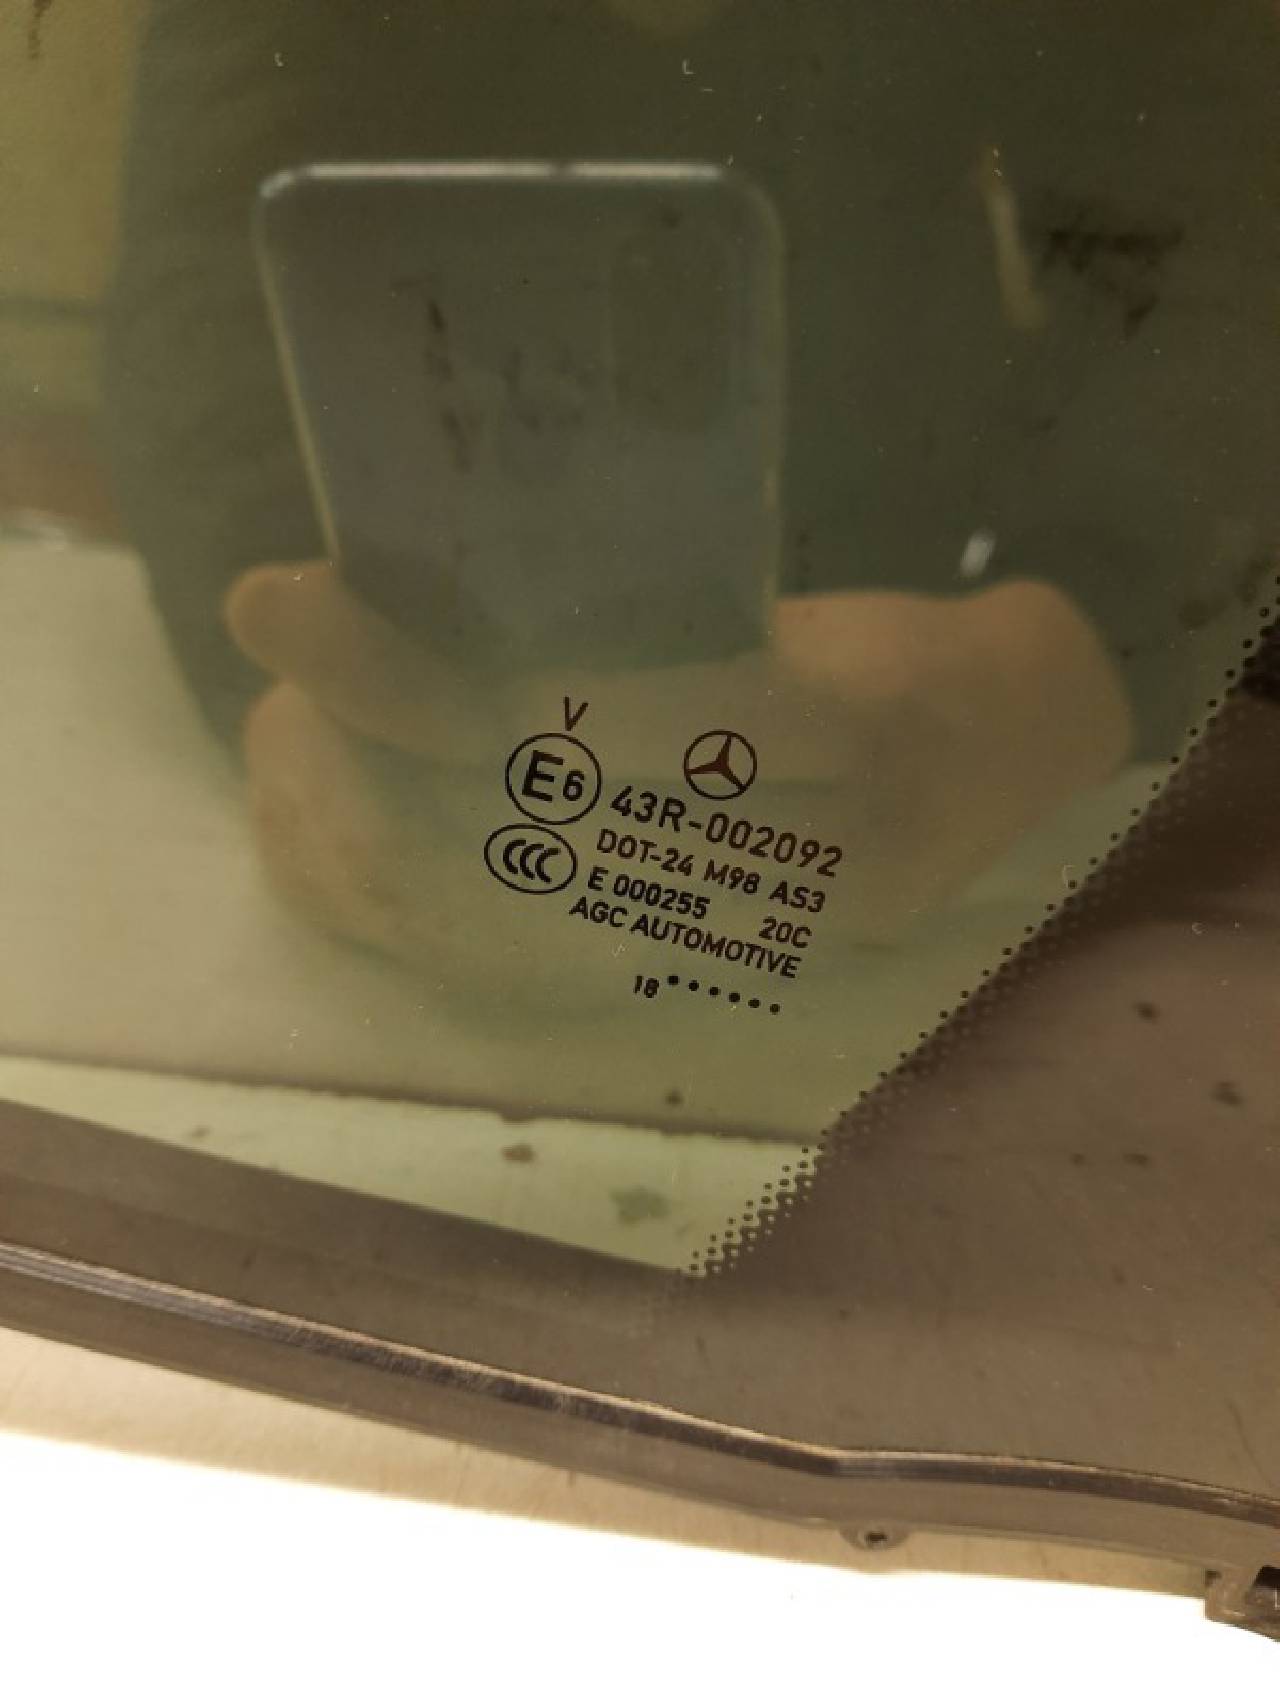 V
E6 43R-002092
CCC DOT-24 M98 AS3
E 000255 20C
AGC AUTOMOTIVE
18 ••••••